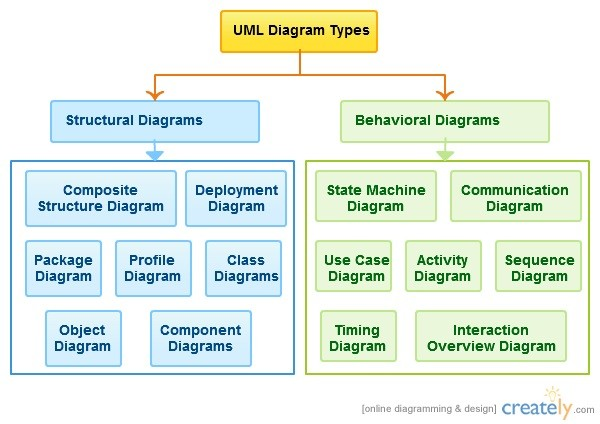 UML Diagram Types
Structural Diagrams
Behavioral Diagrams
Composite
Structure Diagram
Deployment
Diagram
Package
Diagram
Profile
Diagram
Class
Diagrams
Object
Diagram
Component
Diagrams
State Machine
Diagram
Communication
Diagram
Use Case
Diagram
Activity
Diagram
Sequence
Diagram
Timing
Diagram
Interaction
Overview Diagram
[online diagramming & design] creately.com